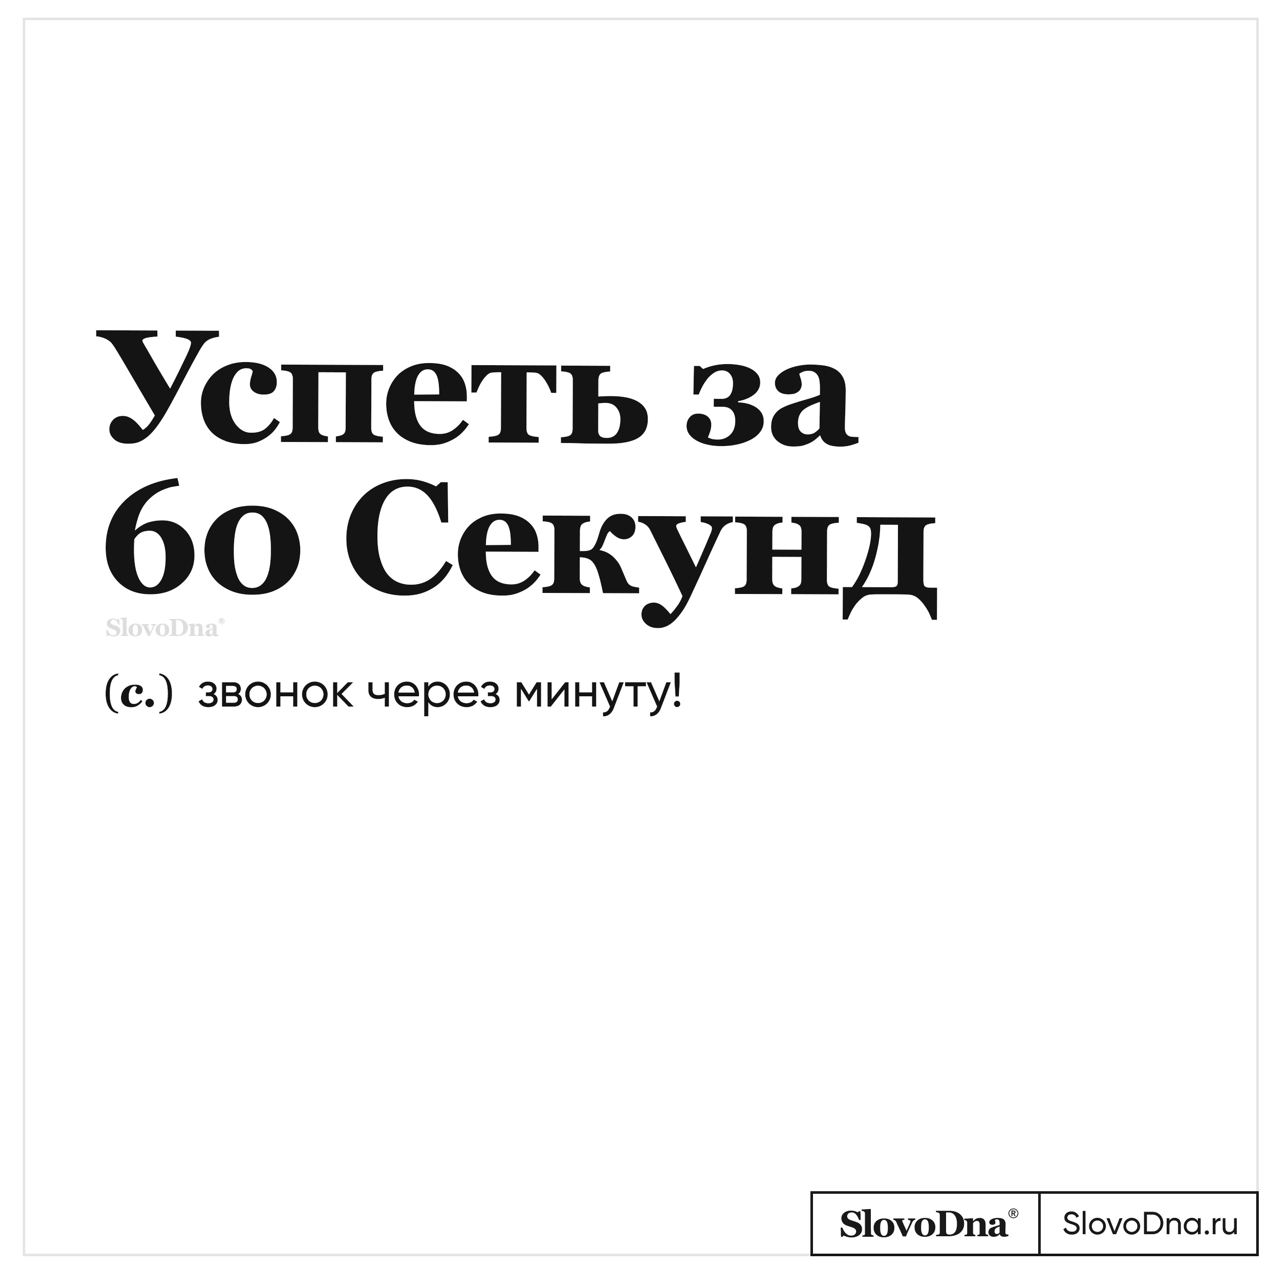 Успеть за
60 Секунд
SlovoDna®
(с.) звонок через минуту!
SlovoDna® SlovoDna.ru